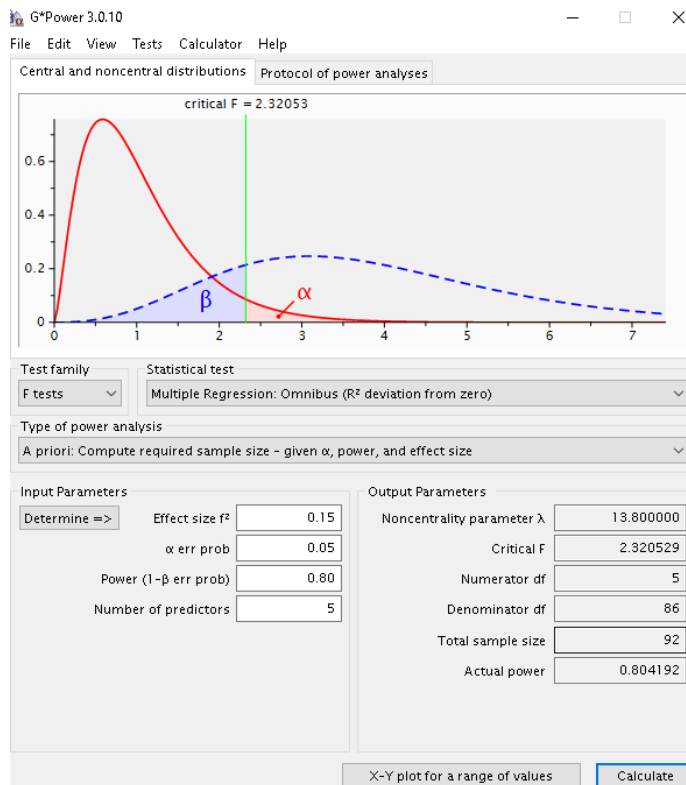 G*Power 3.0.10
File Edit View Tests Calculator Help
Central and noncentral distributions Protocol of power analyses
critical F = 2.32053
0.6
0.4
0.2
0
β
α
0 1 2 3 4 5 6 7
Test family Statistical test
F tests Multiple Regression: Omnibus (R² deviation from zero)
Type of power analysis
A priori: Compute required sample size - given α, power, and effect size
Input Parameters Output Parameters
Determine => Effect size f² 0.15 Noncentrality parameter λ 13.800000
α err prob 0.05 Critical F 2.320529
Power (1-β err prob) 0.80 Numerator df 5
Number of predictors 5 Denominator df 86
Total sample size 92
Actual power 0.804192
X-Y plot for a range of values Calculate